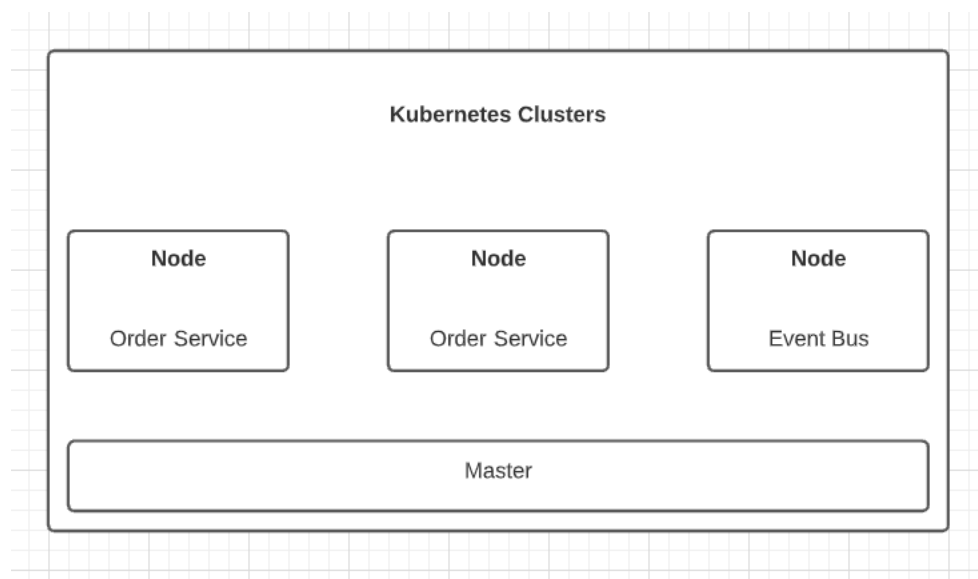 Kubernetes Clusters
Node
Order Service
Node
Order Service
Node
Event Bus
Master